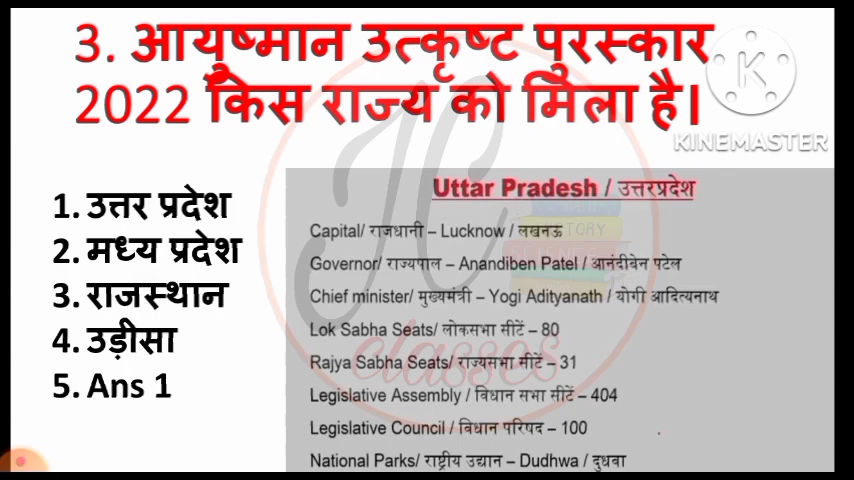 3. आयुष्मान उत्कृष्ट पुरस्कार
2022 किस राज्य को मिला है।
KINEMASTER
1. उत्तर प्रदेश
2. मध्य प्रदेश
3. राजस्थान
4. उड़ीसा
5. Ans 1
Uttar Pradesh / उत्तरप्रदेश
Capital/ राजधानी – Lucknow / लखनऊ
Governor/ राज्यपाल – Anandiben Patel / आनंदीबेन पटेल
Chief minister/ मुख्यमंत्री – Yogi Adityanath / योगी आदित्यनाथ
Lok Sabha Seats/ लोकसभा सीटें – 80
Rajya Sabha Seats/ राज्यसभा सीटें – 31
Legislative Assembly / विधान सभा सीटें – 404
Legislative Council / विधान परिषद – 100
National Parks/ राष्ट्रीय उद्यान – Dudhwa / दुधवा
JC
classes